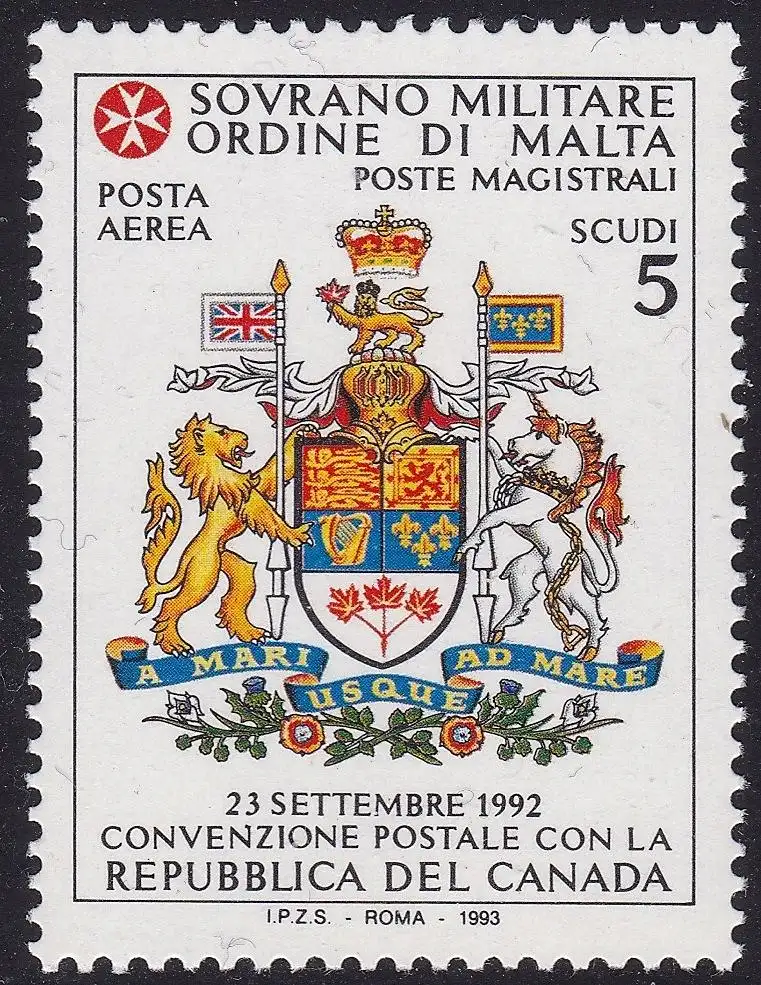 SOVRANO MILITARE
ORDINE DI MALTA
POSTE MAGISTRALI
POSTA
AEREA
SCUDI
5
A MARI
USQUE
AD MARE
23 SETTEMBRE 1992
CONVENZIONE POSTALE CON LA
REPUBBLICA DEL CANADA
I.P.Z.S. - ROMA - 1993